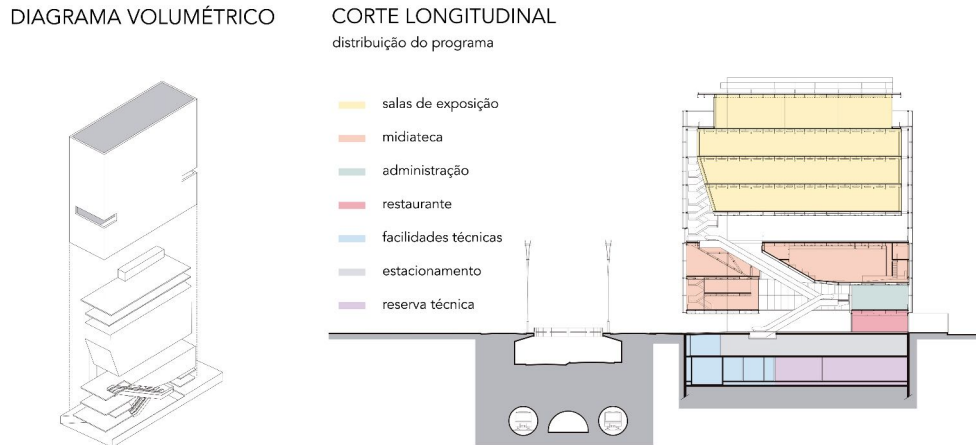 DIAGRAMA VOLUMÉTRICO
CORTE LONGITUDINAL
distribuição do programa
salas de exposição
midiateca
administração
restaurante
facilidades técnicas
estacionamento
reserva técnica